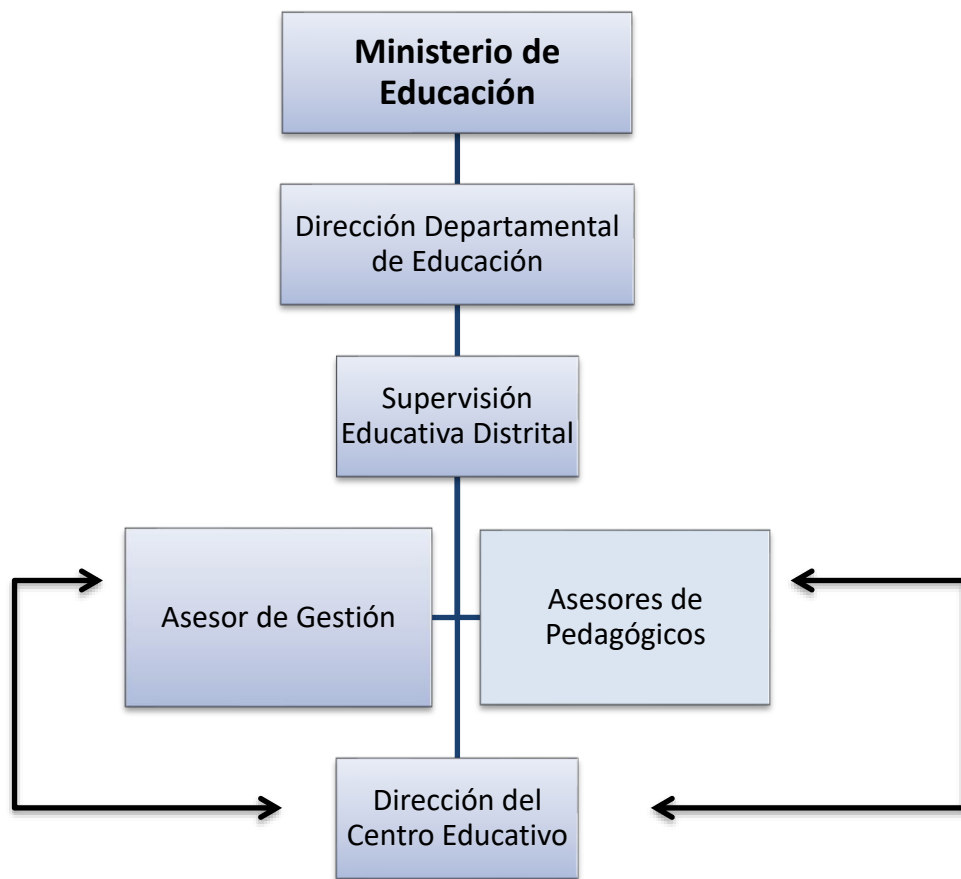 Ministerio de
Educación
Dirección Departamental
de Educación
Supervisión
Educativa Distrital
Asesor de Gestión
Asesores de
Pedagógicos
Dirección del
Centro Educativo